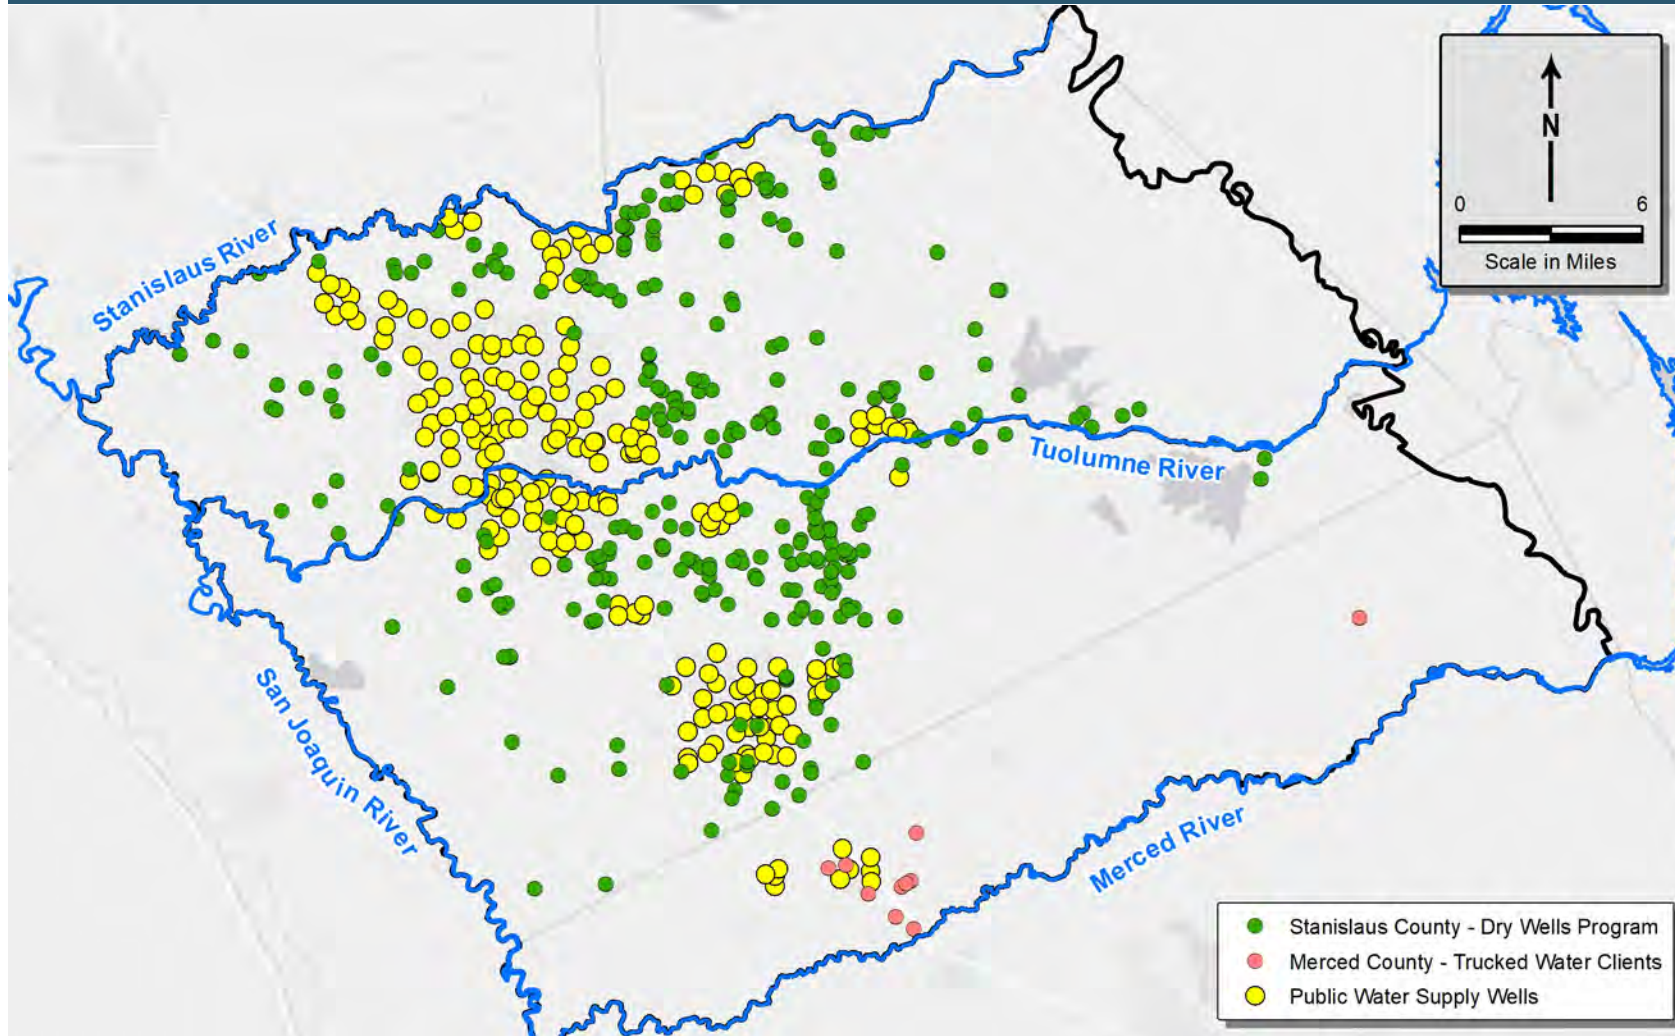 N
0 6
Scale in Miles
Stanislaus River
Tuolumne River
San Joaquin River
Merced River
Stanislaus County - Dry Wells Program
Merced County - Trucked Water Clients
Public Water Supply Wells